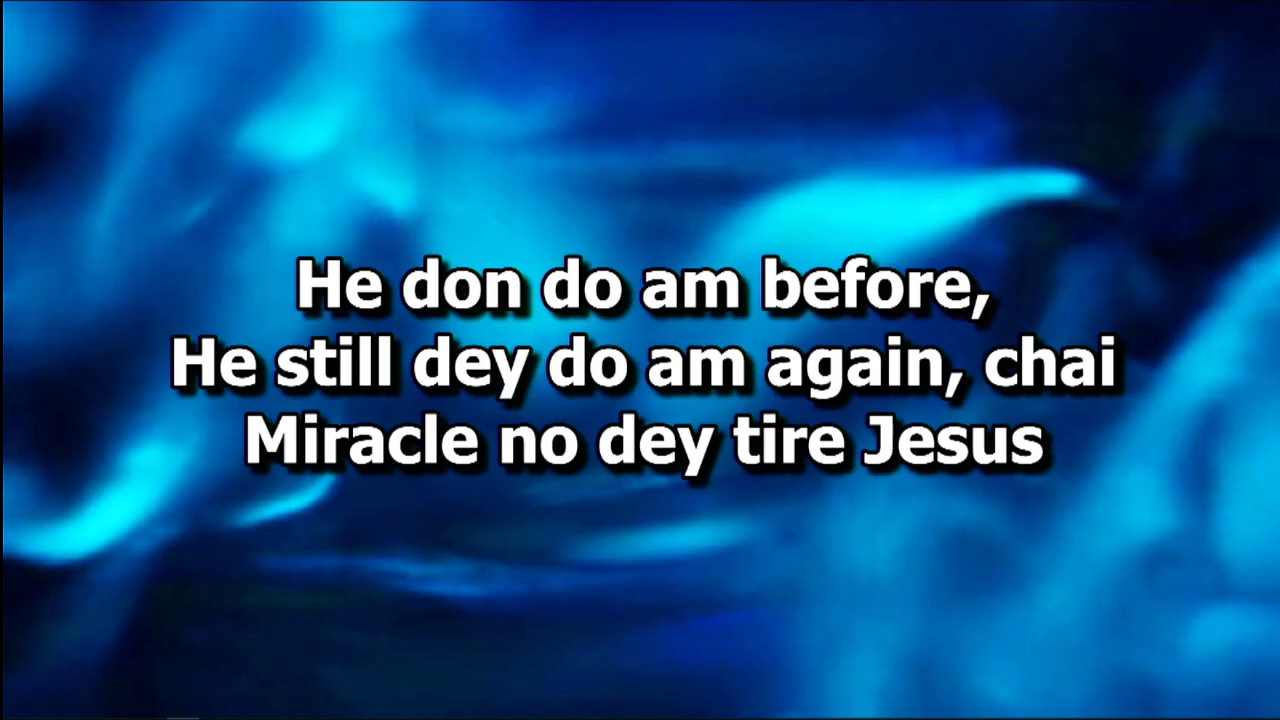 He don do am before,
He still dey do am again, chai
Miracle no dey tire Jesus